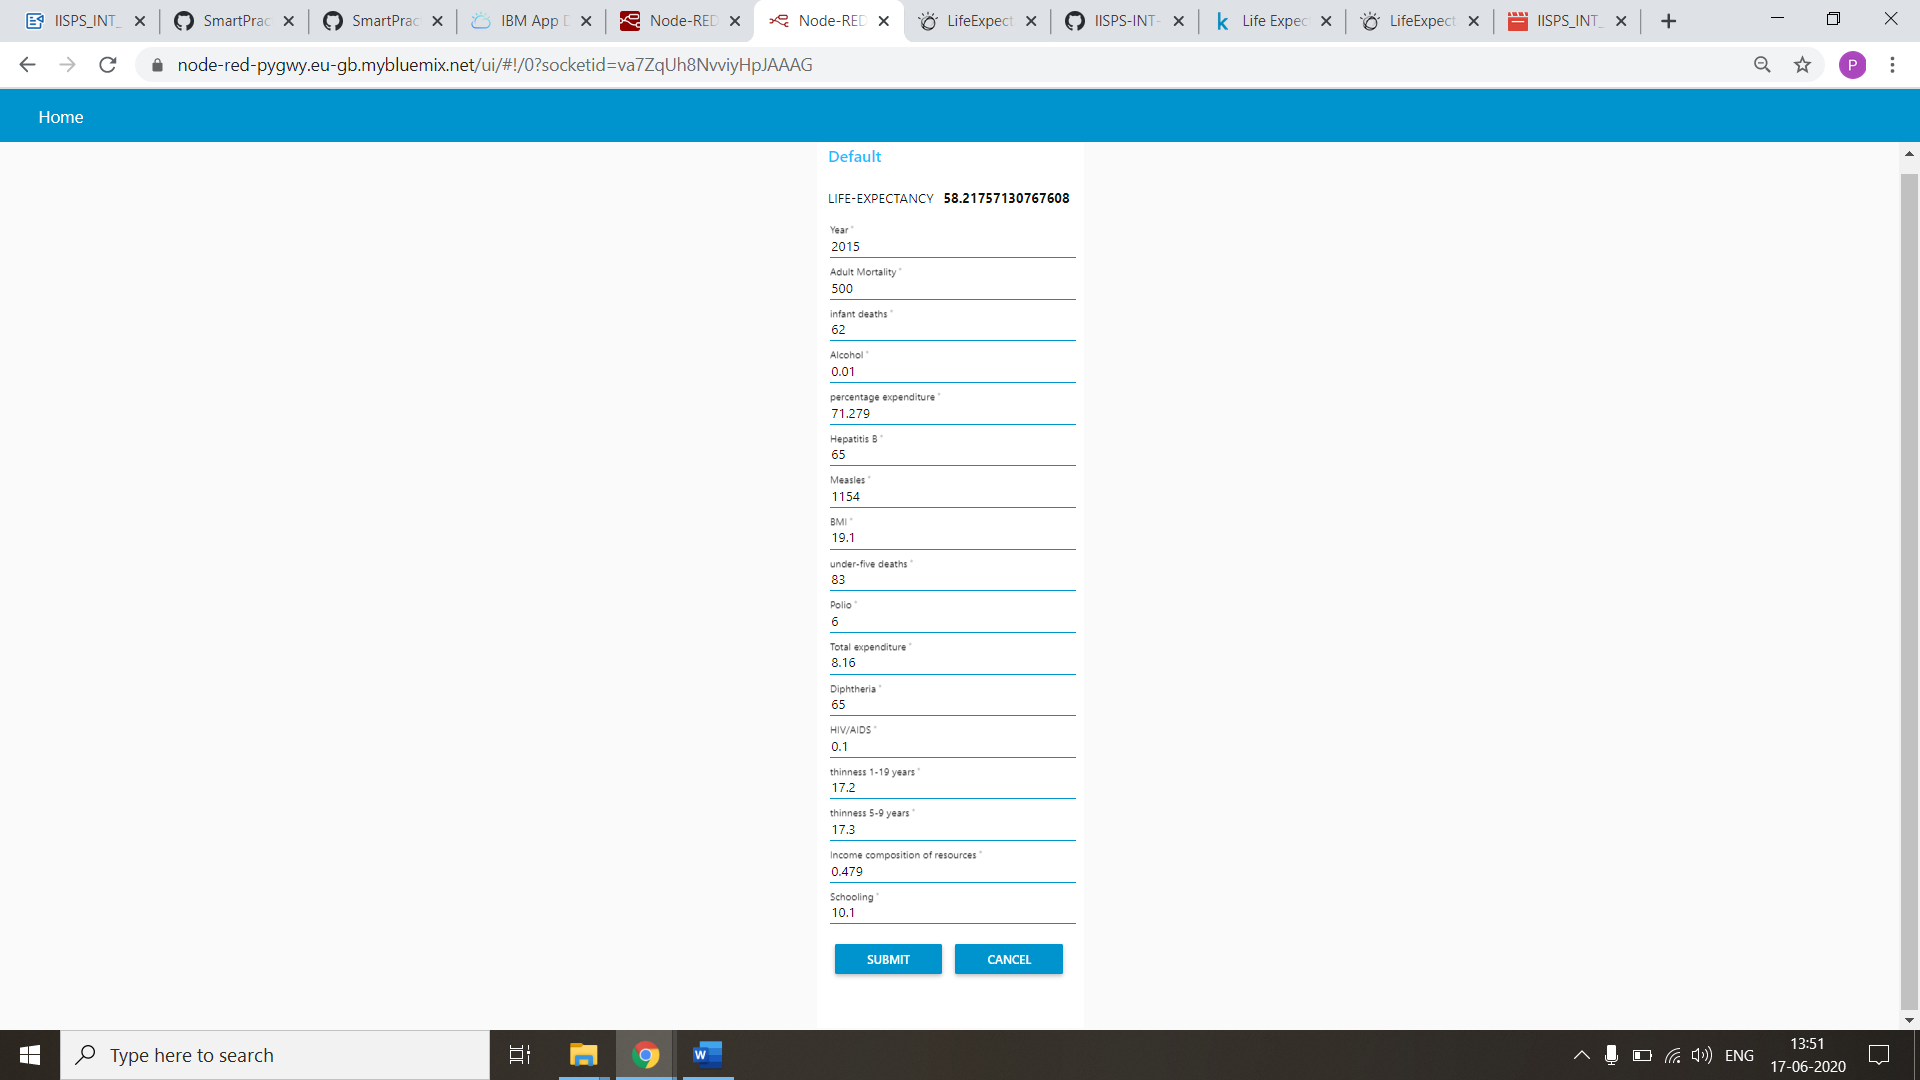 IISPS_INT_
SmartPrac
SmartPrac
IBM App D
Node-RED
Node-RED
LifeExpect
IISPS-INT-
Life Expec
LifeExpect
IISPS_INT_
node-red-pygwy.eu-gb.mybluemix.net/ui/#!/0?socketid=va7ZqUh8NvviyHpJAAAG
P
Home
Default
LIFE-EXPECTANCY 58.21757130767608
Year *
2015
Adult Mortality *
500
infant deaths *
62
Alcohol *
0.01
percentage expenditure *
71.279
Hepatitis B *
65
Measles *
1154
BMI *
19.1
under-five deaths *
83
Polio *
6
Total expenditure *
8.16
Diphtheria *
65
HIV/AIDS *
0.1
thinness 1-19 years *
17.2
thinness 5-9 years *
17.3
Income composition of resources *
0.479
Schooling *
10.1
SUBMIT CANCEL
Type here to search
ENG
13:51
17-06-2020